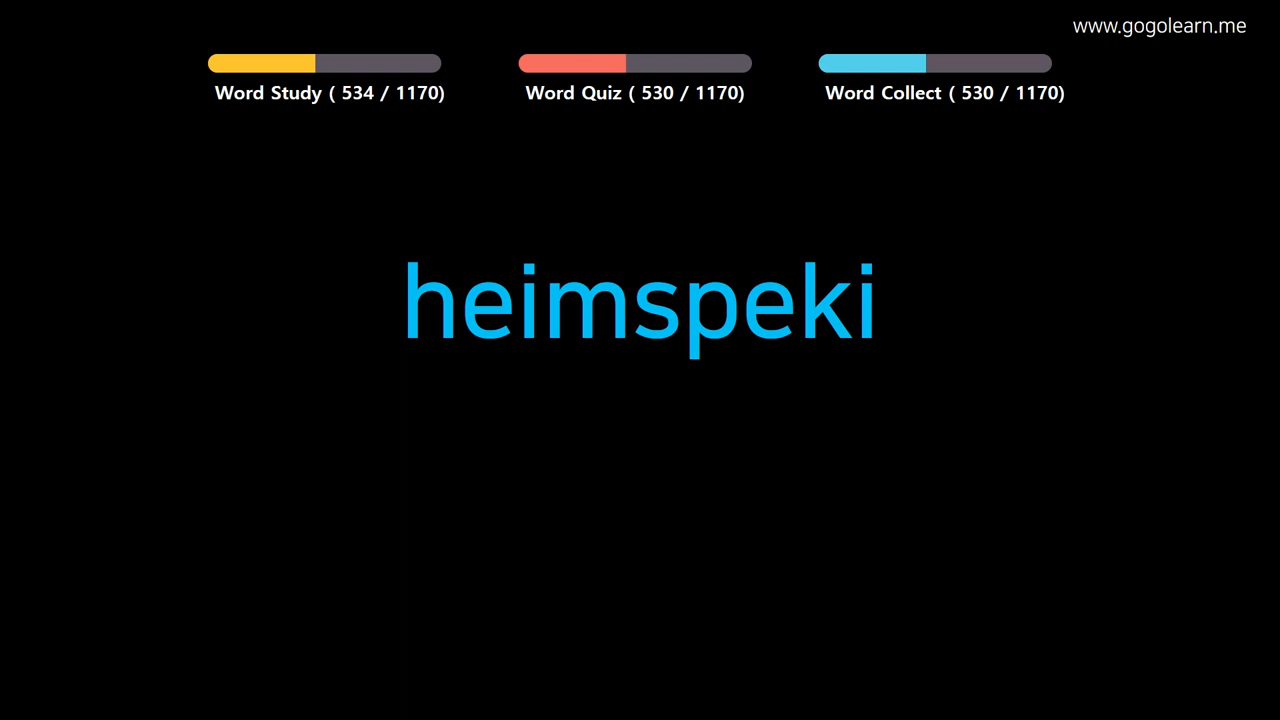 www.gogolearn.me
Word Study ( 534 / 1170)
Word Quiz ( 530 / 1170)
Word Collect ( 530 / 1170)
heimspeki